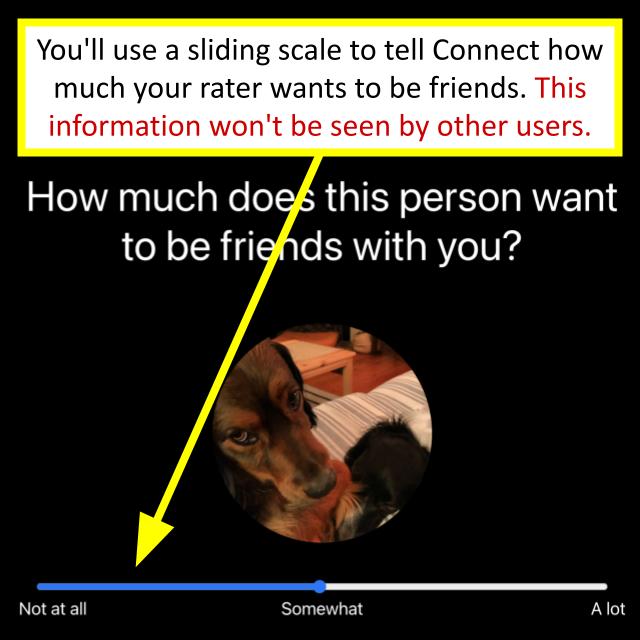 You'll use a sliding scale to tell Connect how
much your rater wants to be friends. This
information won't be seen by other users.
How much does this person want
to be friends with you?
Not at all
Somewhat
A lot